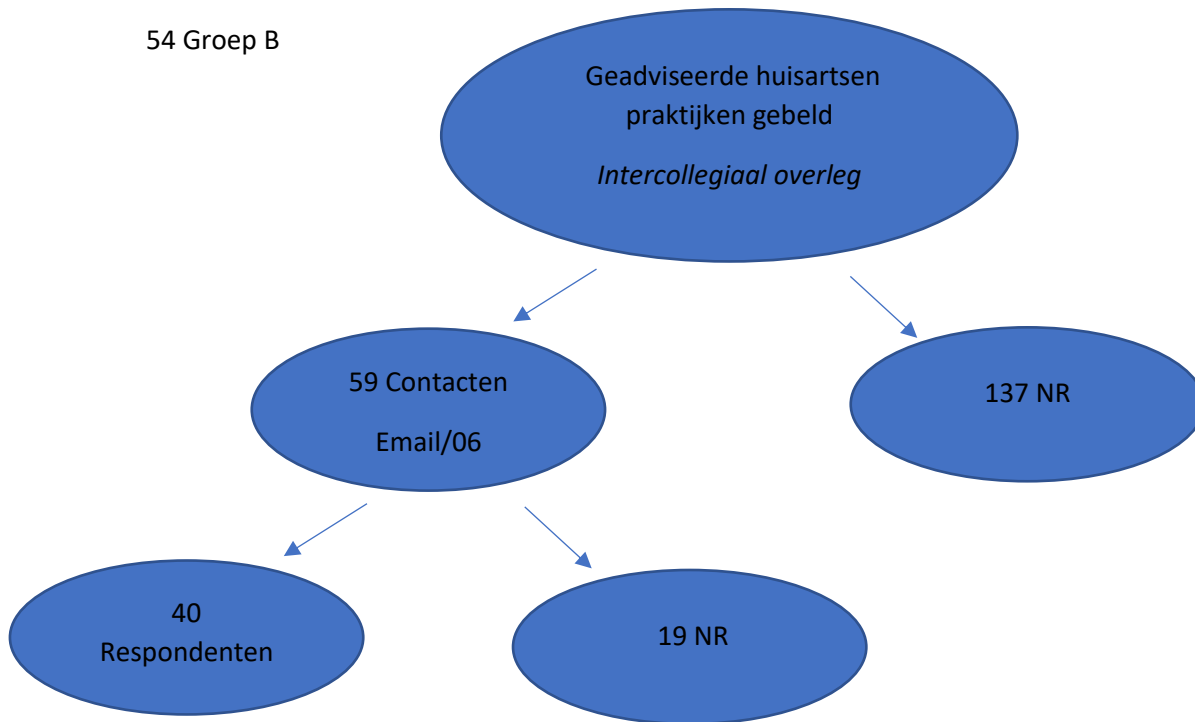 54 Groep B
Geadviseerde huisartsen
praktijken gebeld
Intercollegiaal overleg
59 Contacten
Email/06
137 NR
40
Respondenten
19 NR